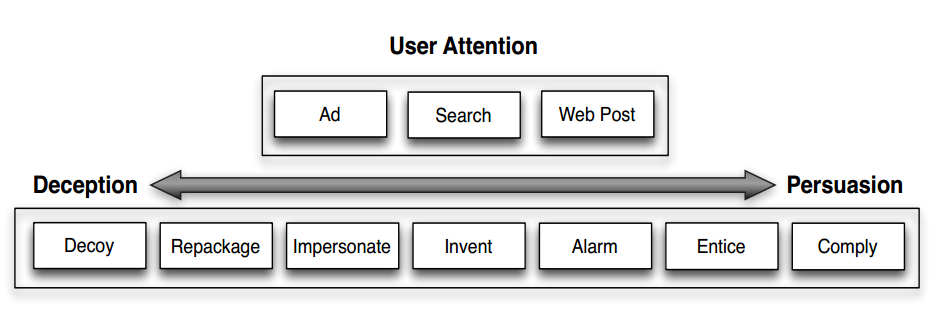 User Attention
Ad Search Web Post
Deception Persuasion
Decoy Repackage Impersonate Invent Alarm Entice Comply